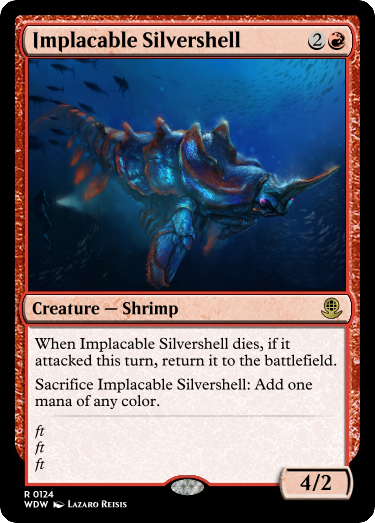 Implacable Silvershell 2
Creature — Shrimp
When Implacable Silvershell dies, if it
attacked this turn, return it to the battlefield.
Sacrifice Implacable Silvershell: Add one
mana of any color.
ft
ft
ft
4/2
R 0124
WDW Lazaro Reisis